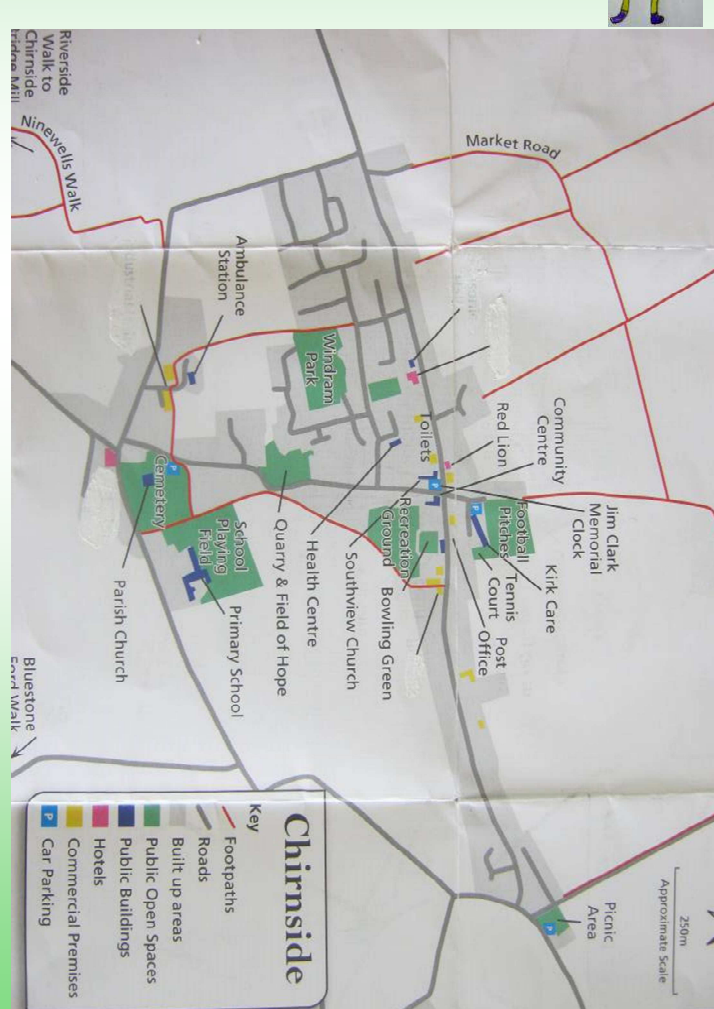 Riverside
Walk to
Chirnside
Ninewells Walk
Market Road
Ambulance
Station
Windram
Park
Toilets
Red Lion
Community
Centre
Jim Clark
Memorial
Clock
Football
Pitches
Kirk Care
Tennis
Court
Post
Office
Recreation
Ground
Bowling Green
Southview Church
Health Centre
Quarry & Field of Hope
School
Playing
Field
Primary School
Cemetery
Parish Church
Bluestone
Ford Walk
Picnic
Area
250m
Approximate Scale
P
P
P
P
Chirnside
Key
Footpaths
Roads
Built up areas
Public Open Spaces
Public Buildings
Hotels
Commercial Premises
P Car Parking